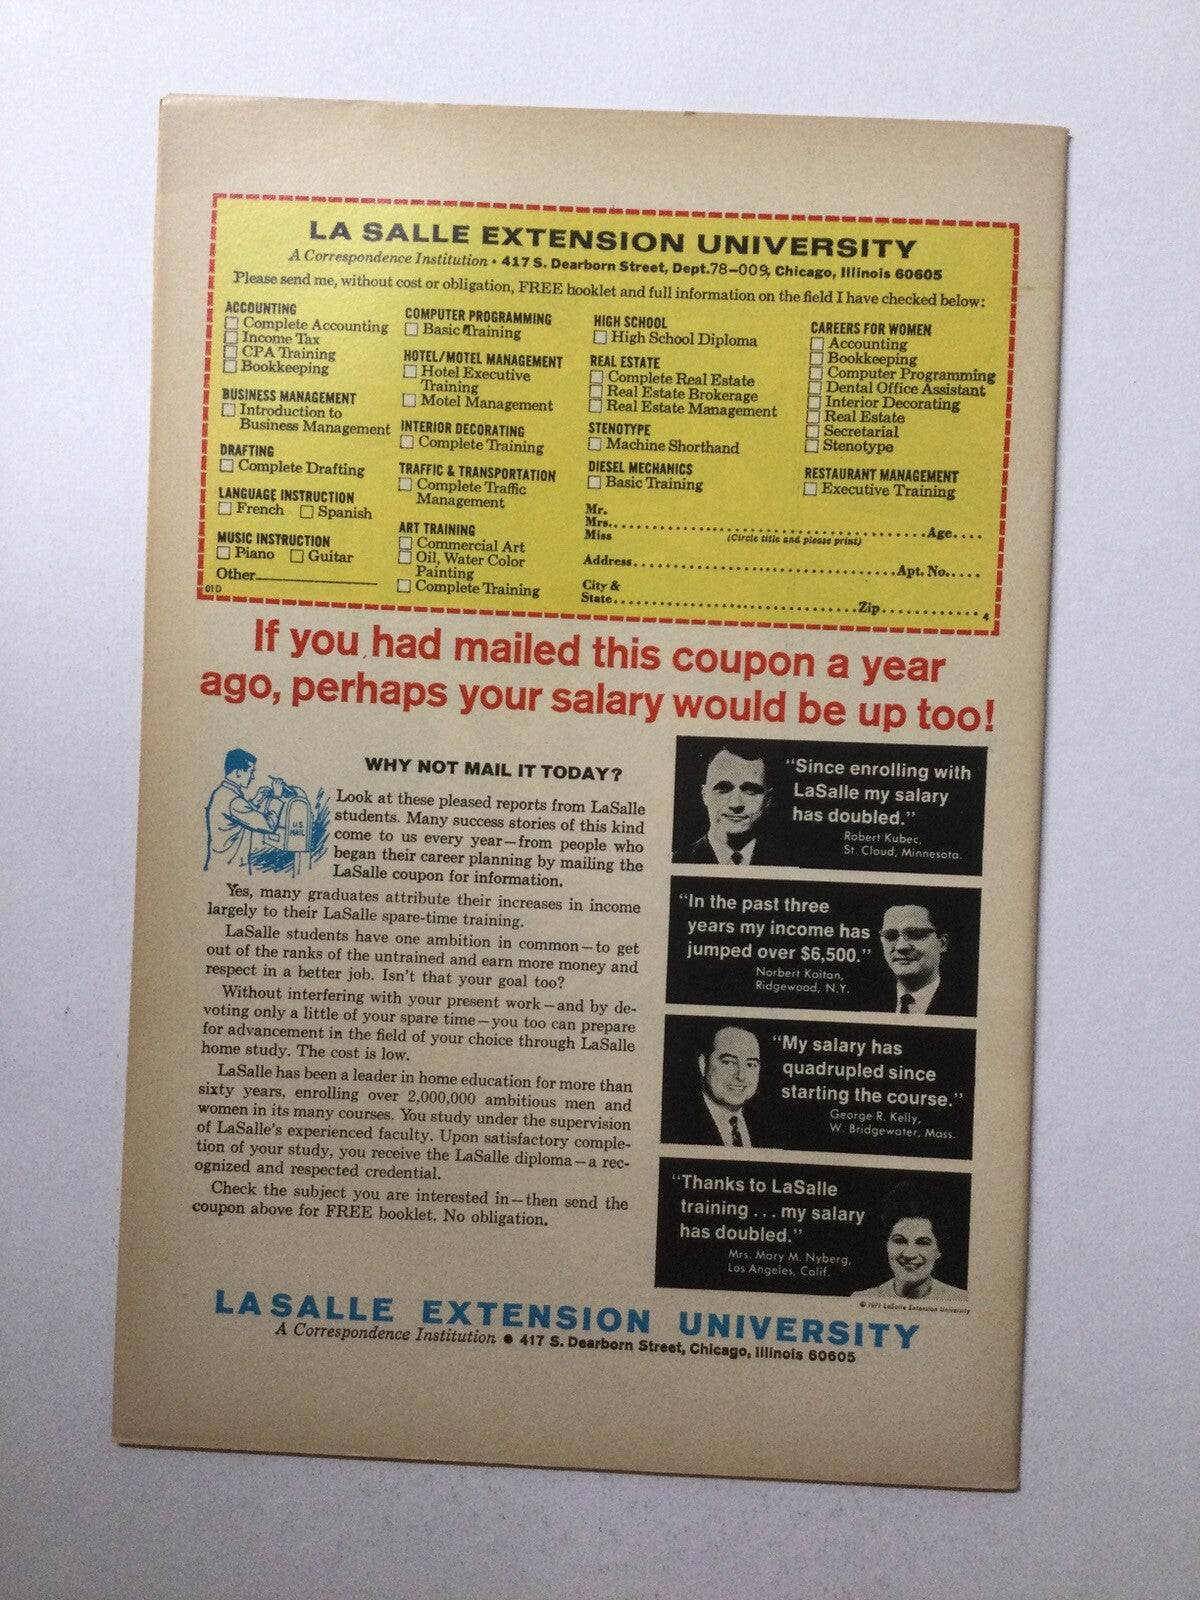 LA SALLE EXTENSION UNIVERSITY
A Correspondence Institution • 417 S. Dearborn Street, Dept. 78-009, Chicago, Illinois 60605
Please send me, without cost or obligation, FREE booklet and full information on the field I have checked below:
ACCOUNTING
Complete Accounting
Income Tax
CPA Training
Bookkeeping
BUSINESS MANAGEMENT
Introduction to
Business Management
DRAFTING
Complete Drafting
LANGUAGE INSTRUCTION
French Spanish
MUSIC INSTRUCTION
Piano Guitar
Other
01D
COMPUTER PROGRAMMING
Basic Training
HOTEL/MOTEL MANAGEMENT
Hotel Executive
Training
Motel Management
INTERIOR DECORATING
Complete Training
TRAFFIC & TRANSPORTATION
Complete Traffic
Management
ART TRAINING
Commercial Art
Oil, Water Color
Painting
Complete Training
HIGH SCHOOL
High School Diploma
REAL ESTATE
Complete Real Estate
Real Estate Brokerage
Real Estate Management
STENOTYPE
Machine Shorthand
DIESEL MECHANICS
Basic Training
CAREERS FOR WOMEN
Accounting
Bookkeeping
Computer Programming
Dental Office Assistant
Interior Decorating
Real Estate
Secretarial
Stenotype
RESTAURANT MANAGEMENT
Executive Training
Mr.
Mrs. Age
Miss (Circle title and please print)
Address Apt. No.
City &
State Zip 4
If you had mailed this coupon a year
ago, perhaps your salary would be up too!
WHY NOT MAIL IT TODAY?
U.S.
MAIL
Look at these pleased reports from LaSalle
students. Many success stories of this kind
come to us every year—from people who
began their career planning by mailing the
LaSalle coupon for information.
Yes, many graduates attribute their increases in income
largely to their LaSalle spare-time training.
LaSalle students have one ambition in common—to get
out of the ranks of the untrained and earn more money and
respect in a better job. Isn't that your goal too?
Without interfering with your present work—and by de-
voting only a little of your spare time—you too can prepare
for advancement in the field of your choice through LaSalle
home study. The cost is low.
LaSalle has been a leader in home education for more than
sixty years, enrolling over 2,000,000 ambitious men and
women in its many courses. You study under the supervision
of LaSalle's experienced faculty. Upon satisfactory comple-
tion of your study, you receive the LaSalle diploma—a rec-
ognized and respected credential.
Check the subject you are interested in—then send the
coupon above for FREE booklet. No obligation.
"Since enrolling with
LaSalle my salary
has doubled."
Robert Kubec,
St. Cloud, Minnesota.
"In the past three
years my income has
jumped over $6,500."
Norbert Kaitan,
Ridgewood, N.Y.
"My salary has
quadrupled since
starting the course."
George R. Kelly,
W. Bridgewater, Mass.
"Thanks to LaSalle
training . . . my salary
has doubled."
Mrs. Mary M. Nyberg,
Los Angeles, Calif.
© 1971 LaSalle Extension University
LA SALLE EXTENSION UNIVERSITY
A Correspondence Institution • 417 S. Dearborn Street, Chicago, Illinois 60605